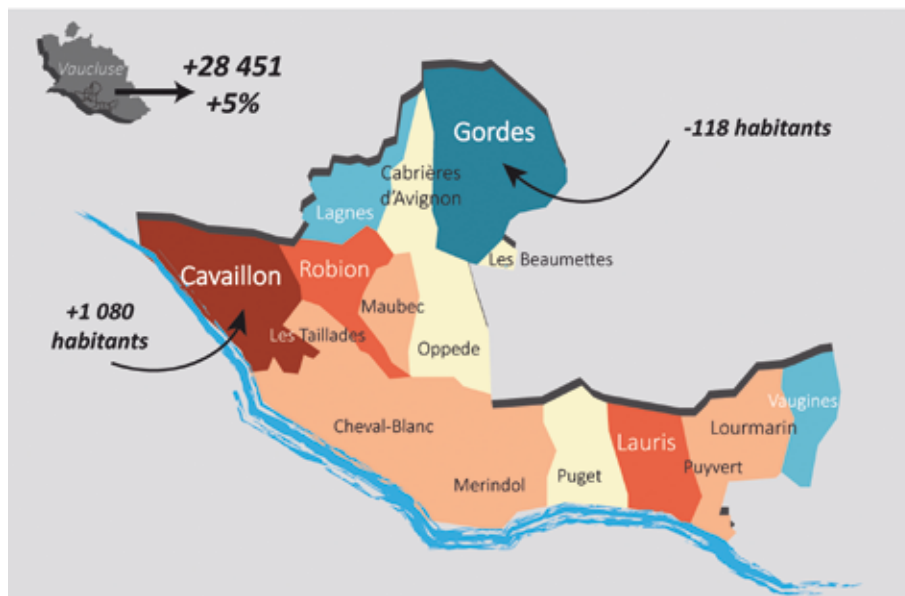 Vaucluse
+28 451
+5%
Gordes
-118 habitants
Cabrières
d'Avignon
Lagnes
Les Beaumettes
Cavaillon
Robion
Maubec
+1 080
habitants
Les Taillades
Oppede
Vaugines
Cheval-Blanc
Lauris
Lourmarin
Puyvert
Merindol
Puget